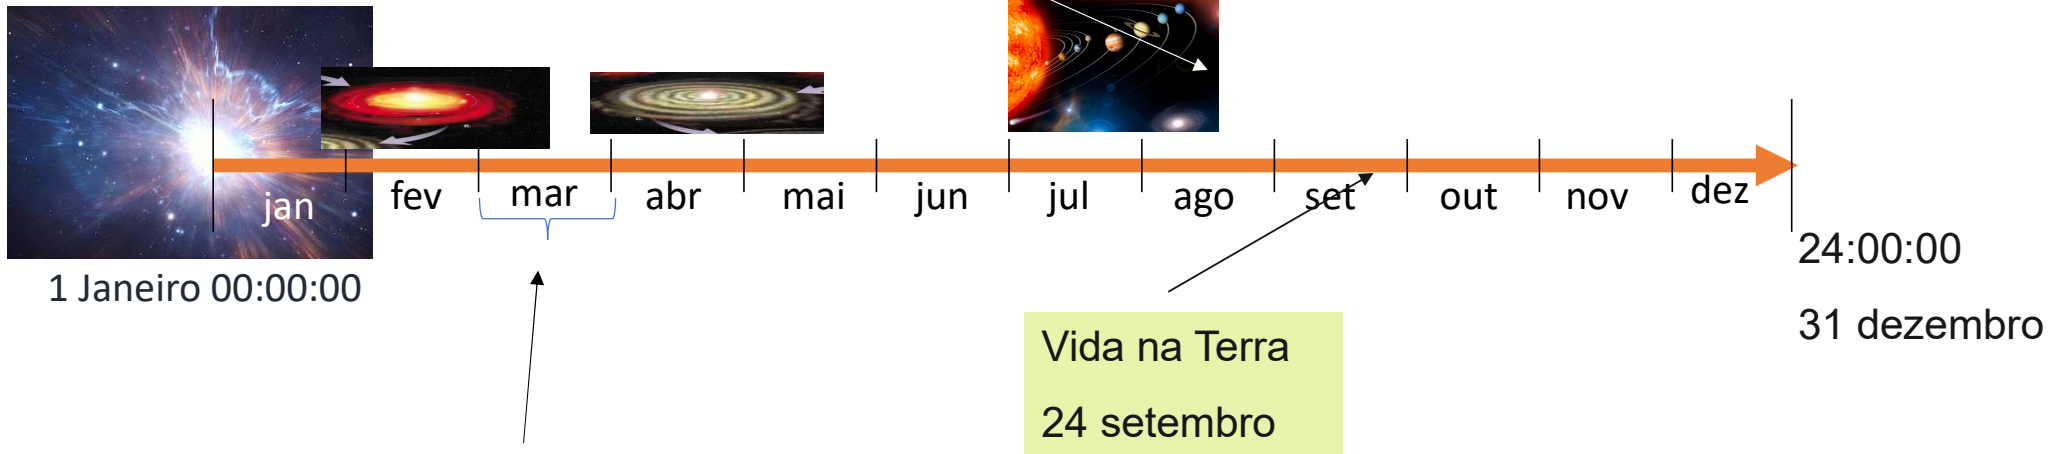 jan
fev
mar
abr
mai
jun
jul
ago
set
out
nov
dez
1 Janeiro 00:00:00
24:00:00
31 dezembro
Vida na Terra
24 setembro